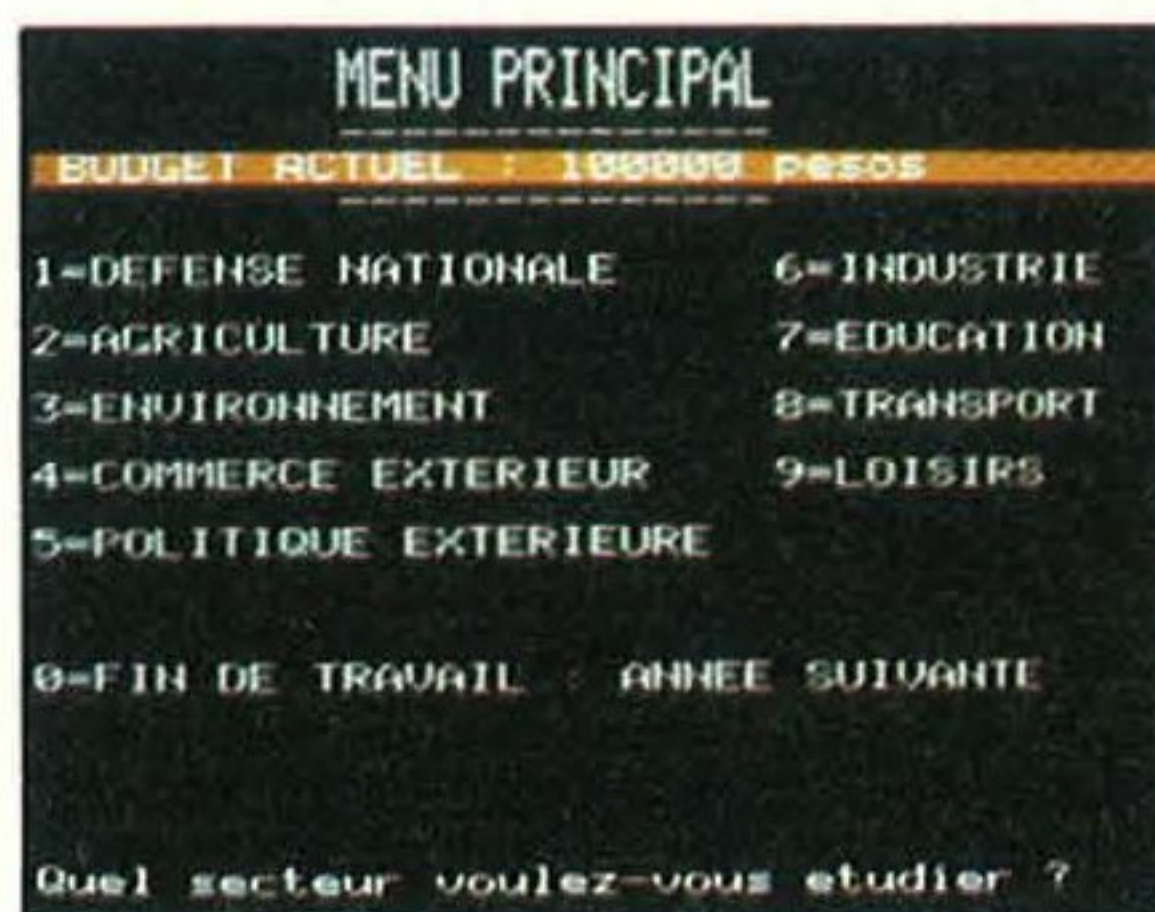 MENU PRINCIPAL
---------------
BUDGET ACTUEL : 100000 pesos
---------------
1=DEFENSE NATIONALE 6=INDUSTRIE
2=AGRICULTURE 7=EDUCATION
3=ENVIRONNEMENT 8=TRANSPORT
4=COMMERCE EXTERIEUR 9=LOISIRS
5=POLITIQUE EXTERIEURE
0=FIN DE TRAVAIL : ANNEE SUIVANTE
Quel secteur voulez-vous etudier ?